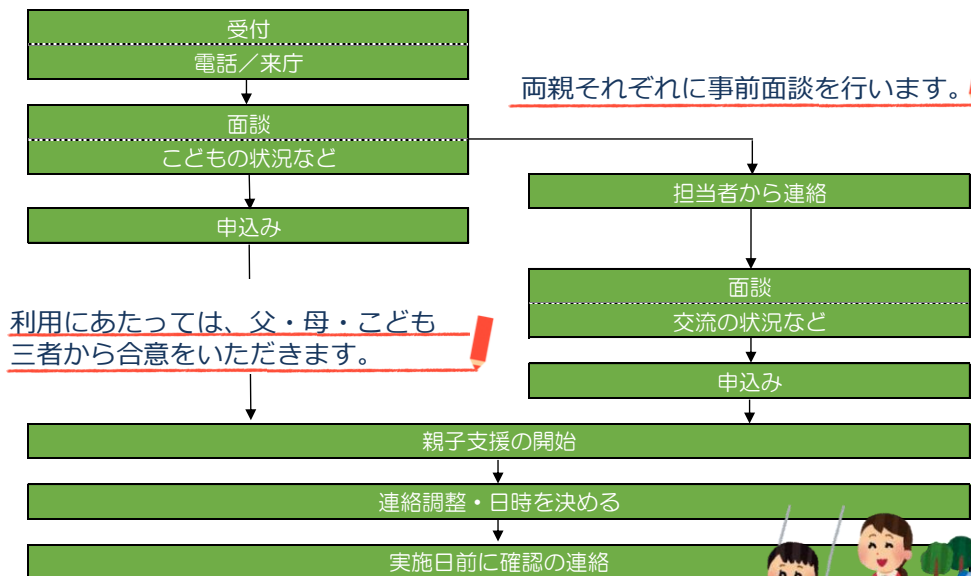 受付
電話／来庁
両親それぞれに事前面談を行います。
面談
こどもの状況など
担当者から連絡
申込み
面談
交流の状況など
利用にあたっては、父・母・こども
三者から合意をいただきます。
申込み
親子支援の開始
連絡調整・日時を決める
実施日前に確認の連絡